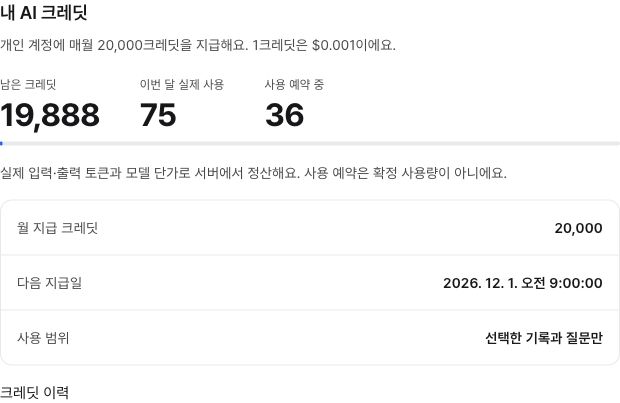 내 AI 크레딧
개인 계정에 매월 20,000크레딧을 지급해요. 1크레딧은 $0.001이에요.
남은 크레딧 이번 달 실제 사용 사용 예약 중
19,888 75 36
실제 입력·출력 토큰과 모델 단가로 서버에서 정산해요. 사용 예약은 확정 사용량이 아니에요.
월 지급 크레딧 20,000
다음 지급일 2026. 12. 1. 오전 9:00:00
사용 범위 선택한 기록과 질문만
크레딧 이력